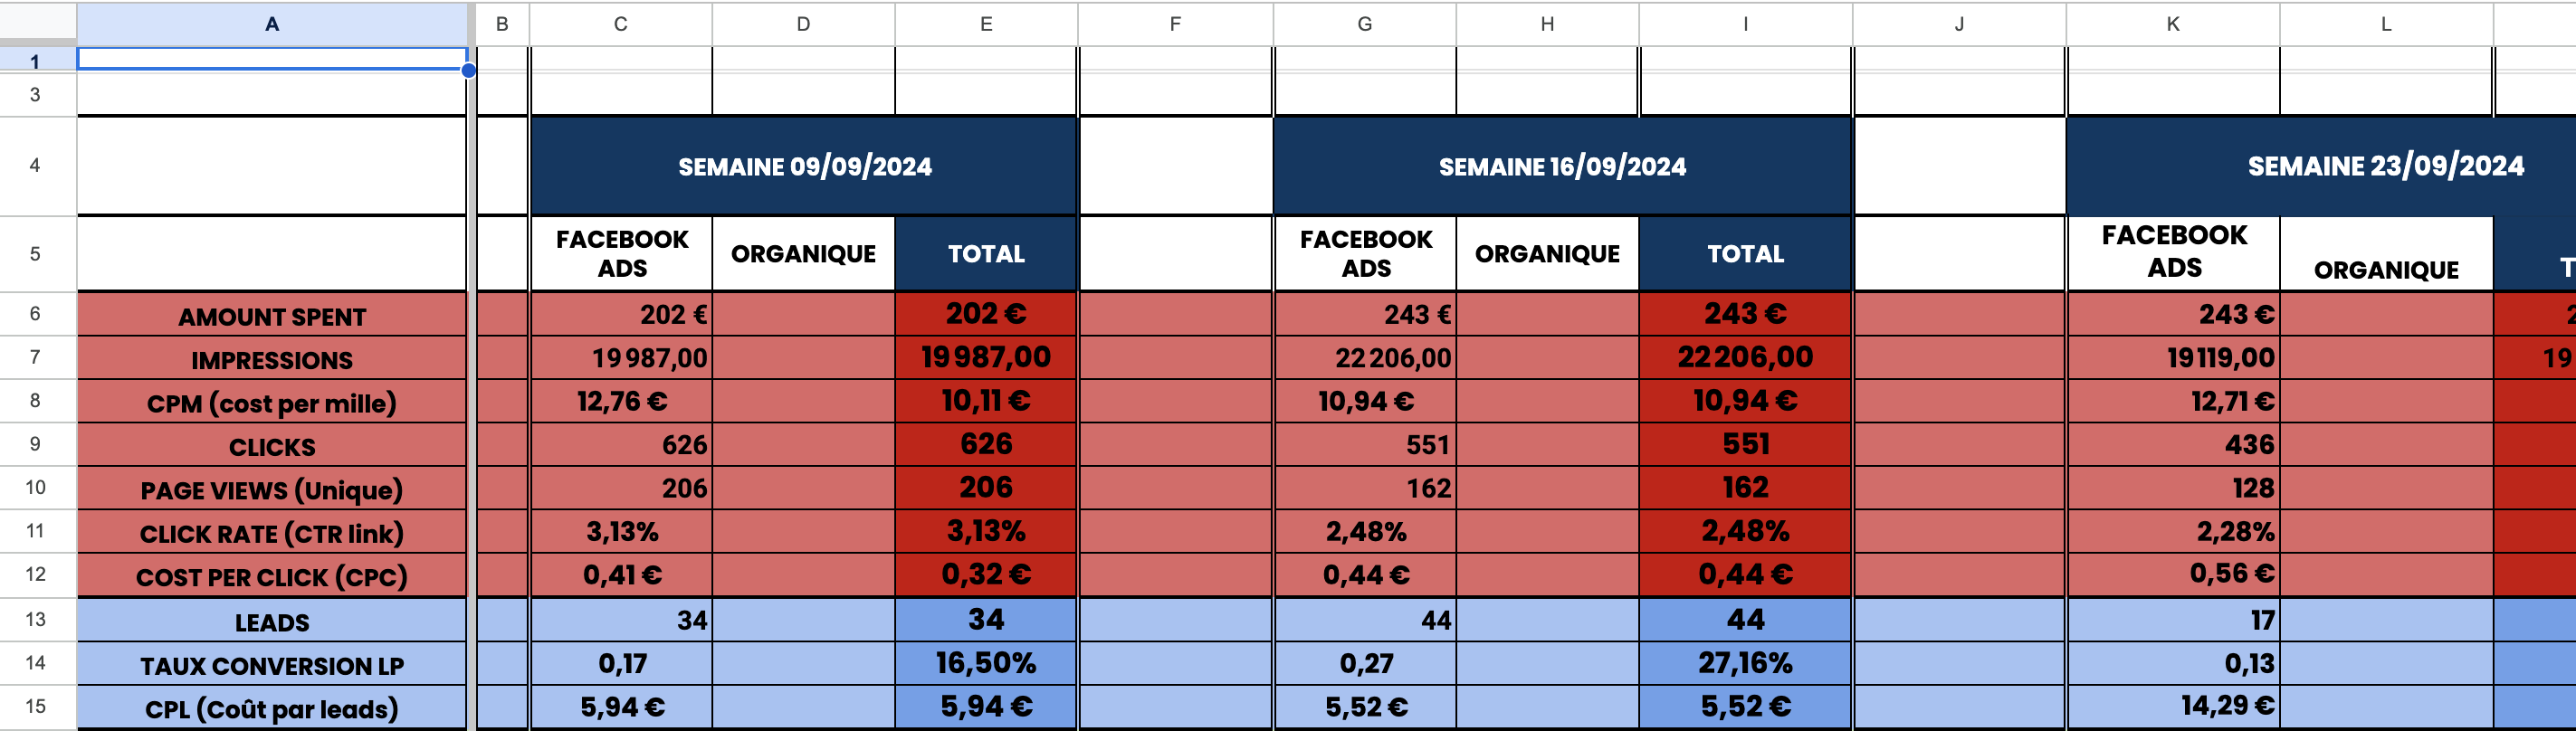 A B C D E F G H I J K L
1
3
4 SEMAINE 09/09/2024 SEMAINE 16/09/2024 SEMAINE 23/09/2024
5 FACEBOOK ADS ORGANIQUE TOTAL FACEBOOK ADS ORGANIQUE TOTAL FACEBOOK ADS ORGANIQUE T
6 AMOUNT SPENT 202 € 202 € 243 € 243 € 243 € 2
7 IMPRESSIONS 19 987,00 19 987,00 22 206,00 22 206,00 19 119,00 19
8 CPM (cost per mille) 12,76 € 10,11 € 10,94 € 10,94 € 12,71 €
9 CLICKS 626 626 551 551 436
10 PAGE VIEWS (Unique) 206 206 162 162 128
11 CLICK RATE (CTR link) 3,13% 3,13% 2,48% 2,48% 2,28%
12 COST PER CLICK (CPC) 0,41 € 0,32 € 0,44 € 0,44 € 0,56 €
13 LEADS 34 34 44 44 17
14 TAUX CONVERSION LP 0,17 16,50% 0,27 27,16% 0,13
15 CPL (Coût par leads) 5,94 € 5,94 € 5,52 € 5,52 € 14,29 €